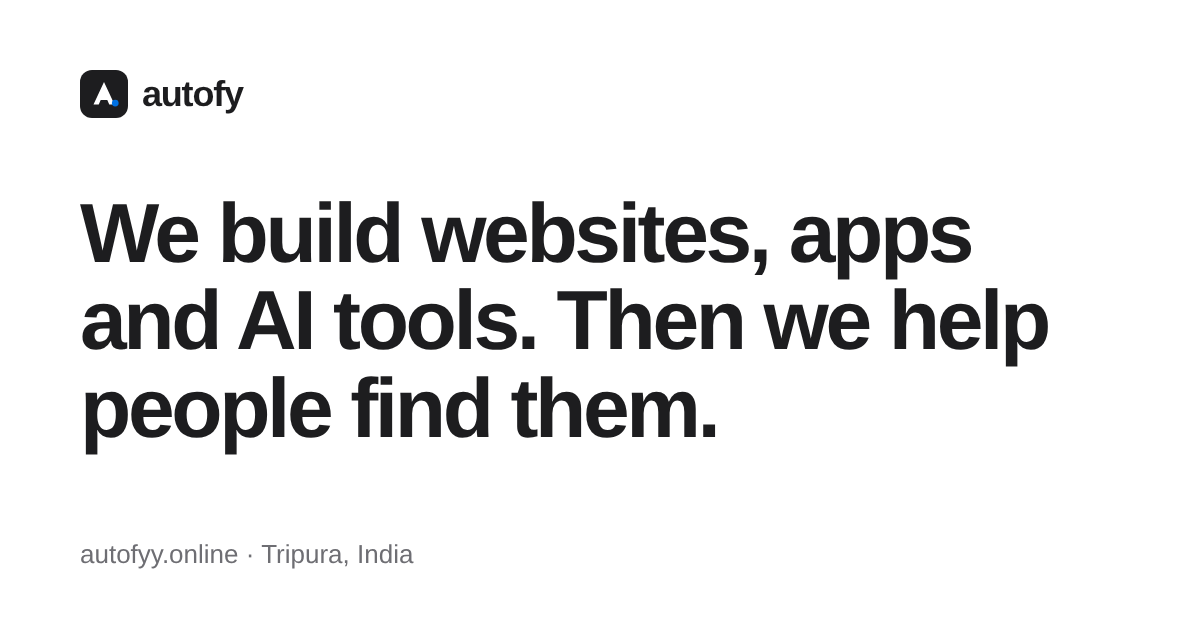 autofy
We build websites, apps
and AI tools. Then we help
people find them.
autofyy.online · Tripura, India